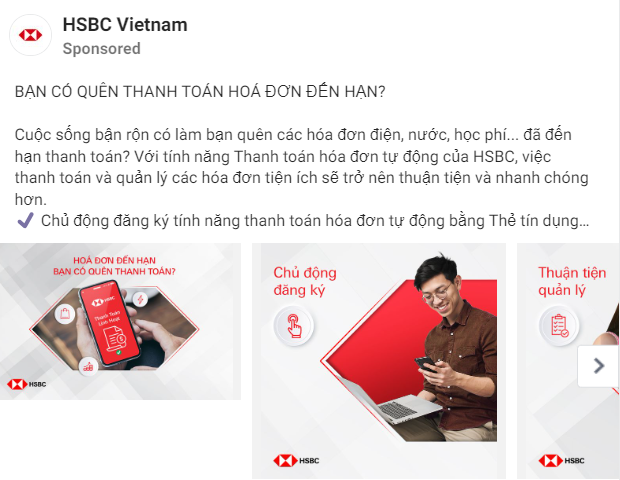 HSBC Vietnam
Sponsored
BẠN CÓ QUÊN THANH TOÁN HOÁ ĐƠN ĐẾN HẠN?
Cuộc sống bận rộn có làm bạn quên các hóa đơn điện, nước, học phí... đã đến
hạn thanh toán? Với tính năng Thanh toán hóa đơn tự động của HSBC, việc
thanh toán và quản lý các hóa đơn tiện ích sẽ trở nên thuận tiện và nhanh chóng
hơn.
✔ Chủ động đăng ký tính năng thanh toán hóa đơn tự động bằng Thẻ tín dụng...
HOÁ ĐƠN ĐẾN HẠN
BẠN CÓ QUÊN THANH TOÁN?
HSBC
Thanh Toán
Linh Hoạt
HSBC
Chủ động
đăng ký
HSBC
Thuận tiện
quản lý
HSBC